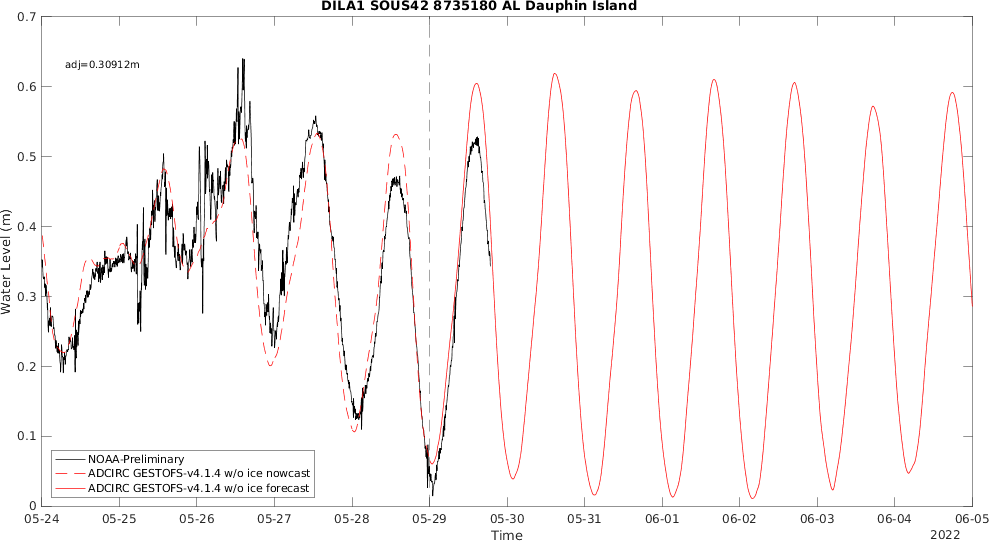 DILA1 SOUS42 8735180 AL Dauphin Island
0.7
0.6
0.5
0.4
0.3
0.2
0.1
0
Water Level (m)
adj=0.30912m
NOAA-Preliminary
ADCIRC GESTOFS-v4.1.4 w/o ice nowcast
ADCIRC GESTOFS-v4.1.4 w/o ice forecast
05-24 05-25 05-26 05-27 05-28 05-29 05-30 05-31 06-01 06-02 06-03 06-04 06-05
Time
2022